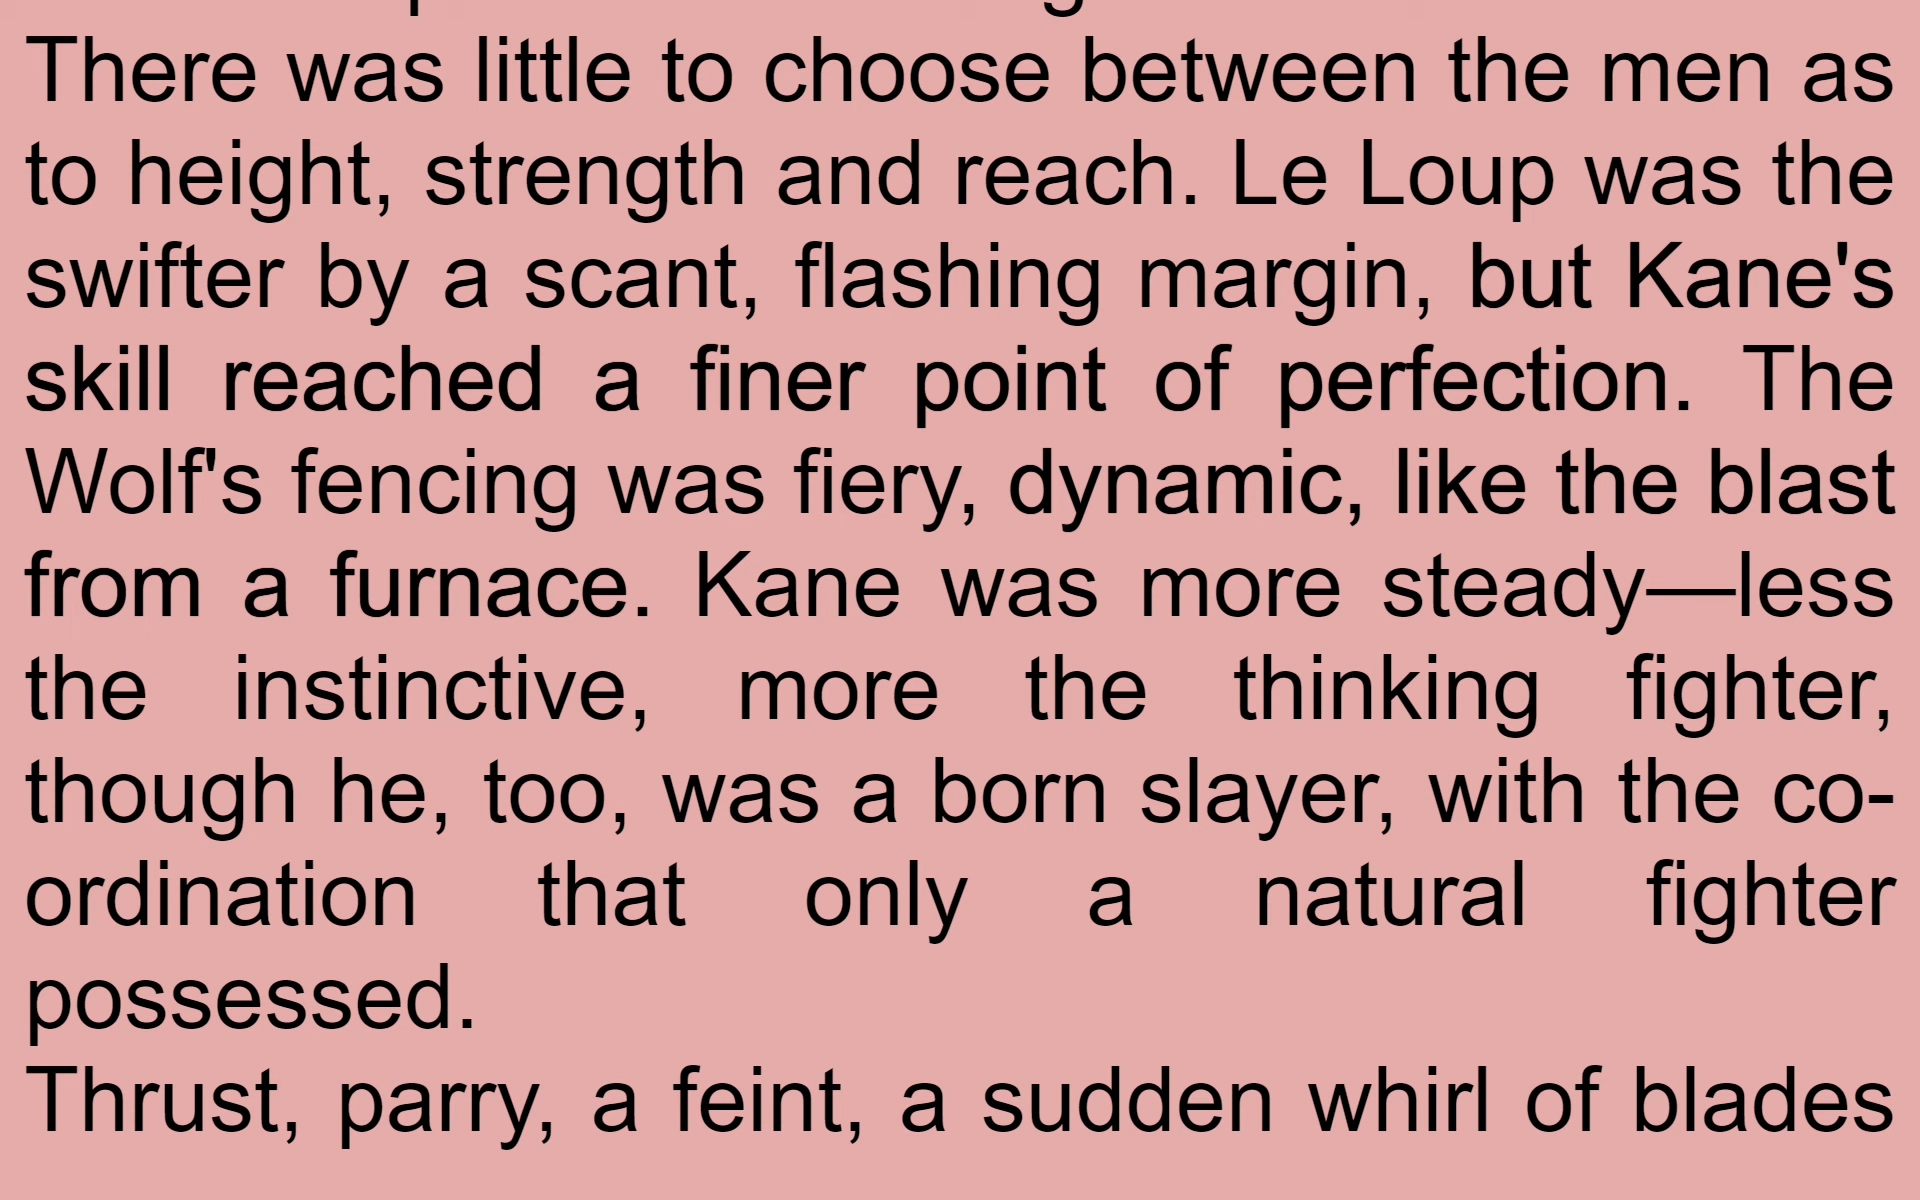 There was little to choose between the men as
to height, strength and reach. Le Loup was the
swifter by a scant, flashing margin, but Kane's
skill reached a finer point of perfection. The
Wolf's fencing was fiery, dynamic, like the blast
from a furnace. Kane was more steady—less
the instinctive, more the thinking fighter,
though he, too, was a born slayer, with the co-
ordination that only a natural fighter
possessed.
Thrust, parry, a feint, a sudden whirl of blades